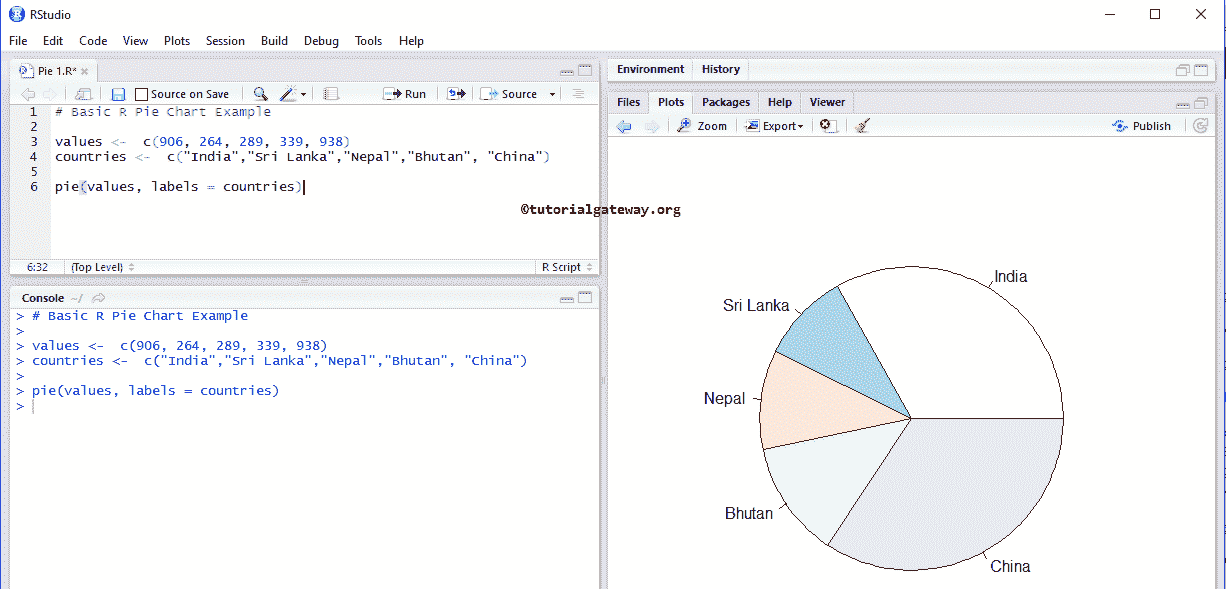 RStudio
File Edit Code View Plots Session Build Debug Tools Help
Pie 1.R*
Source on Save Run Source
1 # Basic R Pie Chart Example
2
3 values <- c(906, 264, 289, 339, 938)
4 countries <- c("India","Sri Lanka","Nepal","Bhutan", "China")
5
6 pie(values, labels = countries)
6:32 (Top Level) R Script
Console ~/
> # Basic R Pie Chart Example
>
> values <- c(906, 264, 289, 339, 938)
> countries <- c("India","Sri Lanka","Nepal","Bhutan", "China")
>
> pie(values, labels = countries)
>
©tutorialgateway.org
Environment History
Files Plots Packages Help Viewer
Zoom Export Publish
India
Sri Lanka
Nepal
Bhutan
China